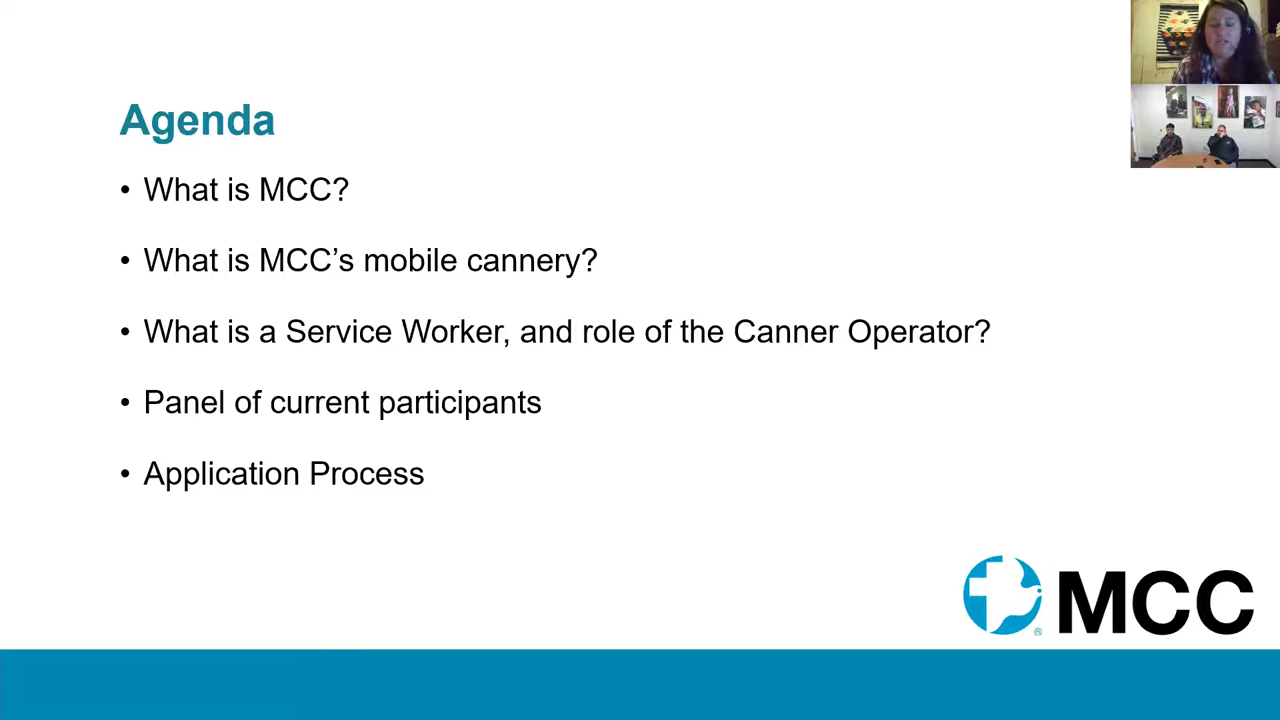 Agenda
• What is MCC?
• What is MCC’s mobile cannery?
• What is a Service Worker, and role of the Canner Operator?
• Panel of current participants
• Application Process
® MCC